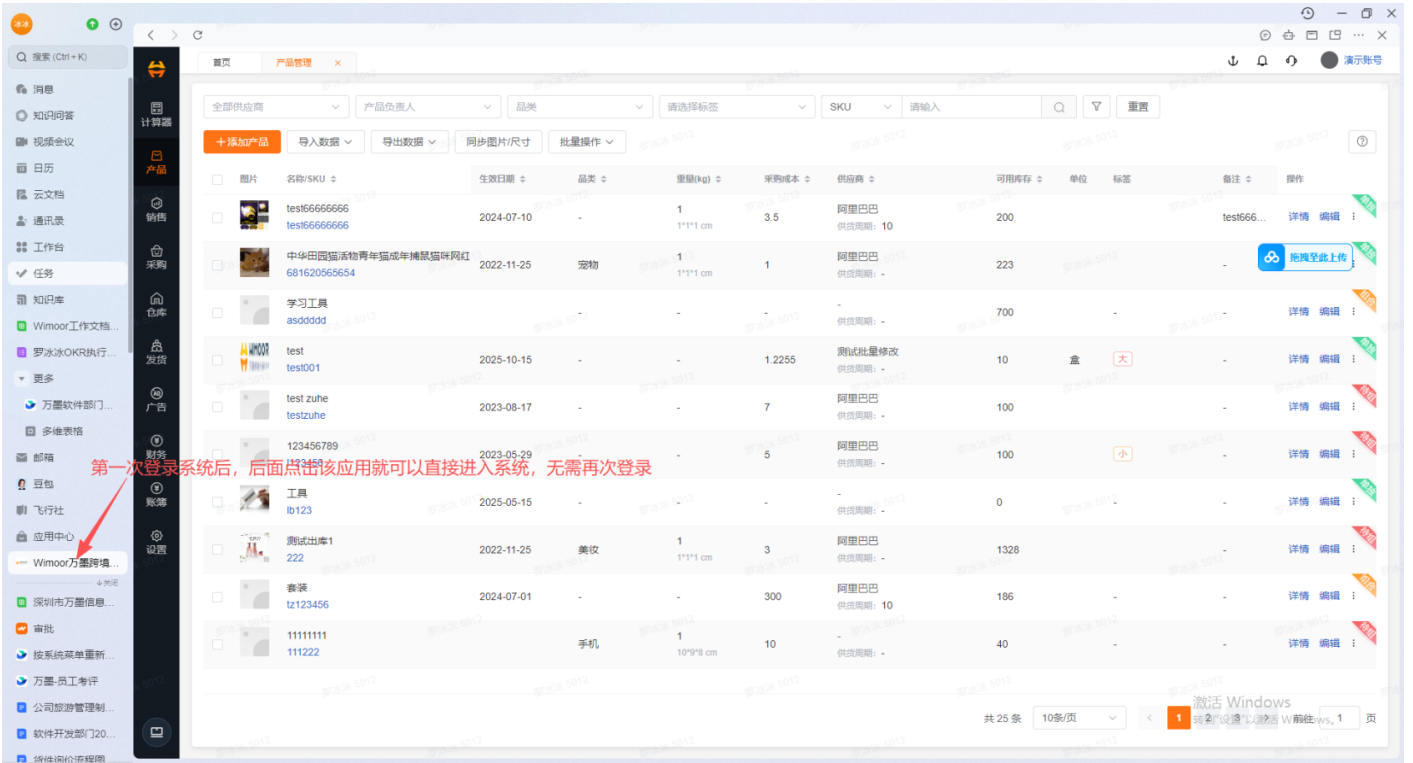 冰冰
搜索 (Ctrl+K)
消息
知识问答
视频会议
日历
云文档
通讯录
工作台
任务
知识库
Wimoor工作文档...
罗冰冰OKR执行...
更多
万墨软件部门...
多维表格
邮箱
豆包
飞行社
应用中心
Wimoor万墨跨境...
关闭
深圳市万墨信息...
审批
按系统菜单重新...
万墨-员工考评
公司旅游管理制...
软件开发部门20...
货件询价流程图
计算器
产品
销售
采购
仓库
发货
广告
财务
账簿
设置
首页 产品管理 ×
演示账号
全部供应商 产品负责人 品类 请选择标签 SKU 请输入 重置
+添加产品 导入数据 导出数据 同步图片/尺寸 批量操作
图片 名称/SKU 生效日期 品类 重量(kg) 采购成本 供应商 可用库存 单位 标签 备注 操作
test66666666 1 阿里巴巴
2024-07-10 - 3.5 200 test666... 详情 编辑
test66666666 1*1*1 cm 供货周期: 10
中华田园猫活物青年猫成年捕鼠猫咪网红 1 阿里巴巴
2022-11-25 宠物 1 223 - 拖拽至此上传
681620565654 1*1*1 cm 供货周期: -
学习工具 -
- - - 700 - - 详情 编辑
asddddd 供货周期: -
test 测试批量修改
2025-10-15 - - 1.2255 10 盒 大 - 详情 编辑
test001 供货周期: -
test zuhe 阿里巴巴
2023-08-17 - - 7 100 - 详情 编辑
testzuhe 供货周期: -
123456789 阿里巴巴
2023-05-29 - - 5 100 小 - 详情 编辑
123456 供货周期: -
第一次登录系统后，后面点击该应用就可以直接进入系统，无需再次登录
工具 -
2025-05-15 - - - 0 - - 详情 编辑
lb123 供货周期: -
测试出库1 1 阿里巴巴
2022-11-25 美妆 3 1328 - 详情 编辑
222 1*1*1 cm 供货周期: -
套装 阿里巴巴
2024-07-01 - - 300 186 - - 详情 编辑
tz123456 供货周期: 10
11111111 1 -
手机 10 40 - - 详情 编辑
111222 10*9*8 cm 供货周期: -
激活 Windows
转到"设置"以激活 Windows。
共 25 条 10条/页 1 2 3 前往 1 页